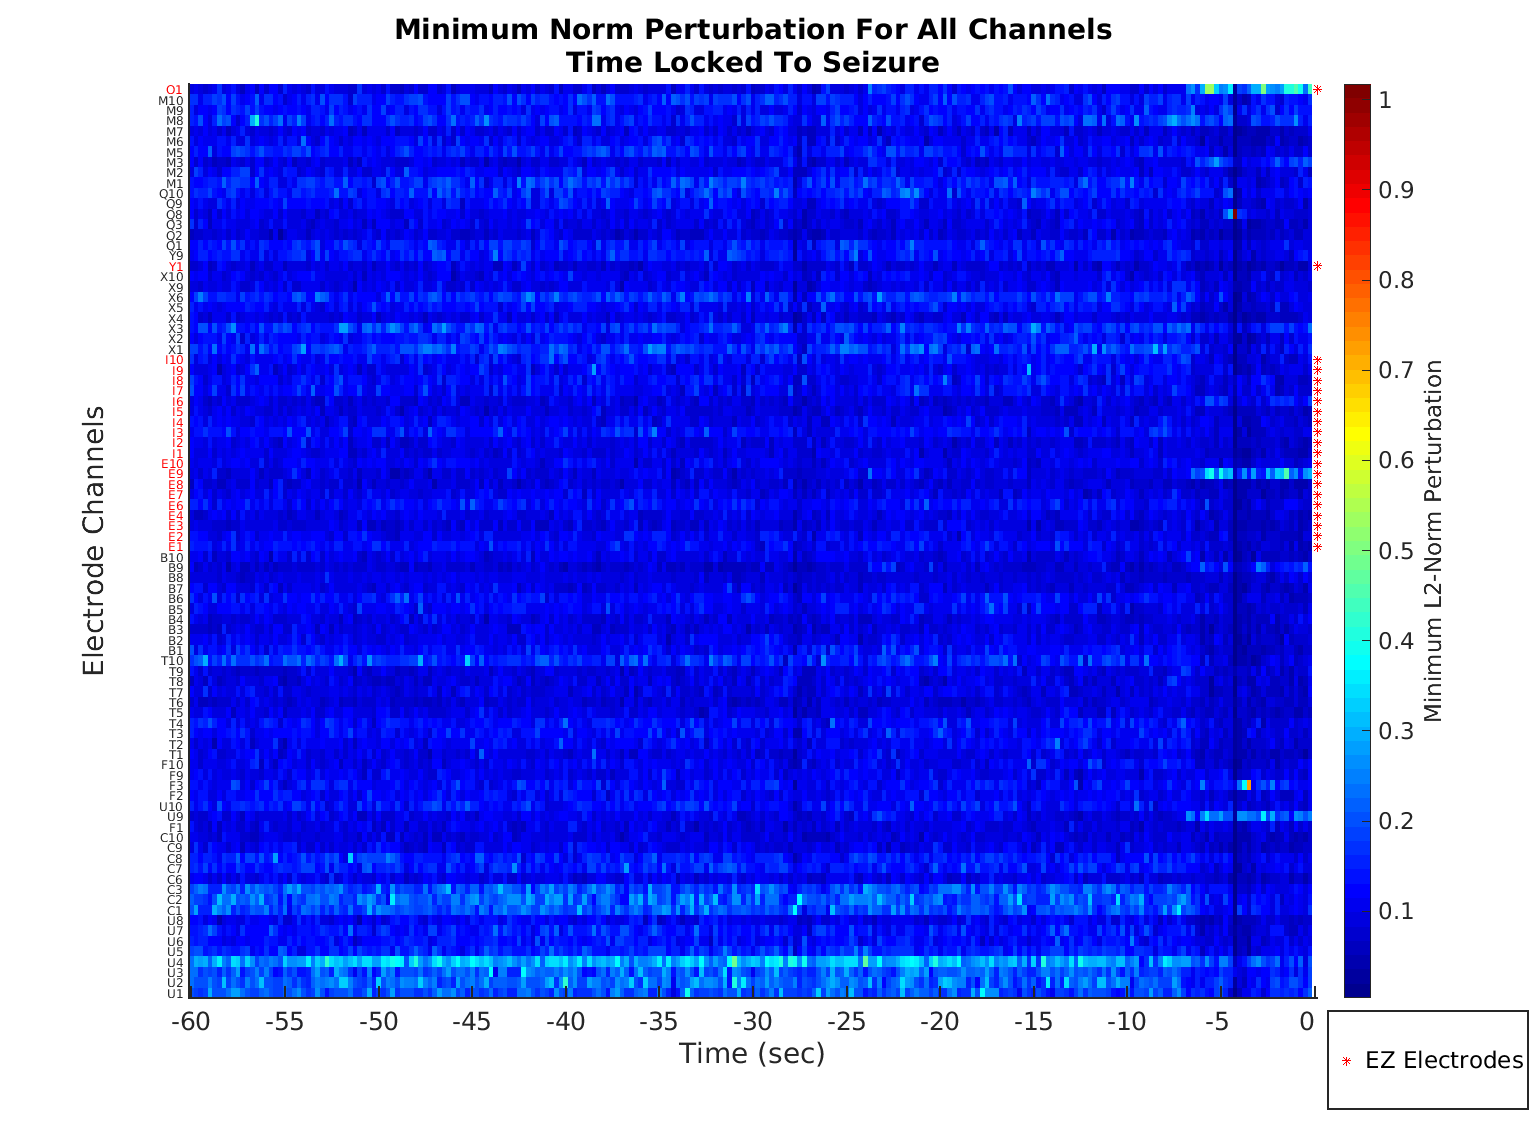 Minimum Norm Perturbation For All Channels
Time Locked To Seizure
O1
M10
M9
M8
M7
M6
M5
M3
M2
M1
Q10
Q9
Q8
Q3
Q2
Q1
Y9
Y1
X10
X9
X6
X5
X4
X3
X2
X1
I10
I9
I8
I7
I6
I5
I4
I3
I2
I1
E10
E9
E8
E7
E6
E4
E3
E2
E1
B10
B9
B8
B7
B6
B5
B4
B3
B2
B1
T10
T9
T8
T7
T6
T5
T4
T3
T2
T1
F10
F9
F3
F2
U10
U9
F1
C10
C9
C8
C7
C6
C3
C2
C1
U8
U7
U6
U5
U4
U3
U2
U1
Electrode Channels
-60 -55 -50 -45 -40 -35 -30 -25 -20 -15 -10 -5 0
Time (sec)
1
0.9
0.8
0.7
0.6
0.5
0.4
0.3
0.2
0.1
Minimum L2-Norm Perturbation
EZ Electrodes